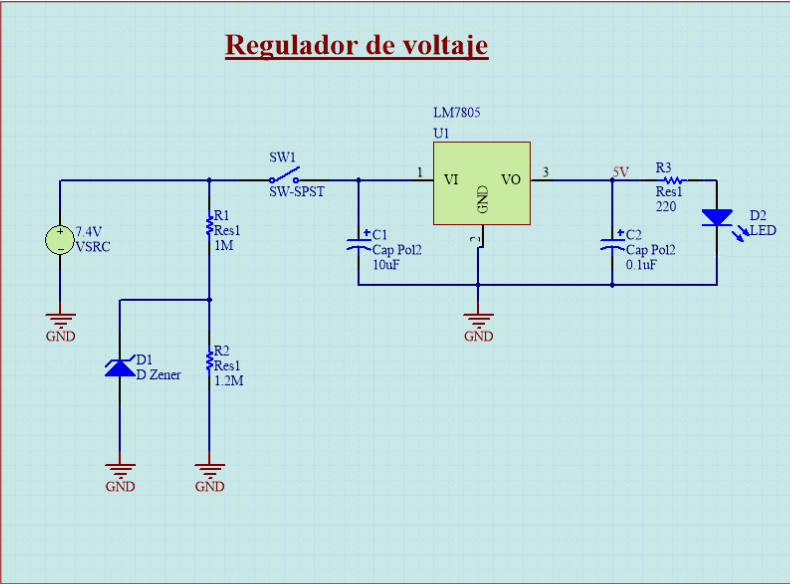 Regulador de voltaje
LM7805
U1
SW1
SW-SPST
1
VI
GND
VO
3
2
5V
R3
Res1
220
D2
LED
7.4V
VSRC
R1
Res1
1M
C1
Cap Pol2
10uF
C2
Cap Pol2
0.1uF
GND
GND
D1
D Zener
R2
Res1
1.2M
GND
GND